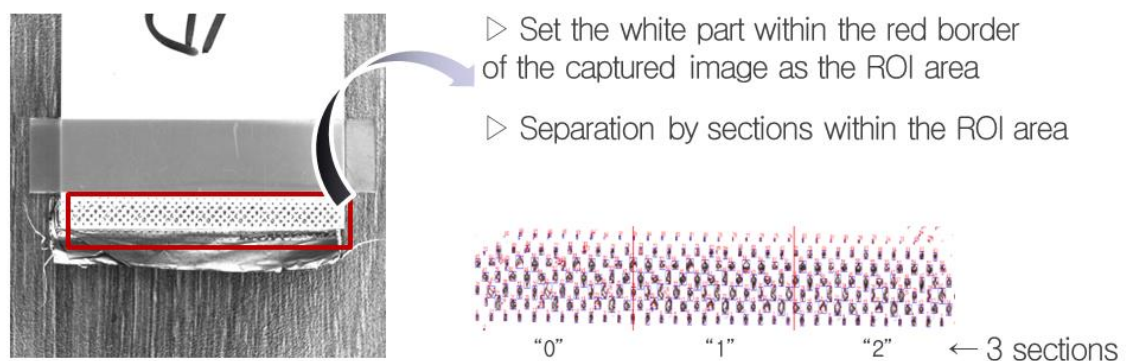 ▷ Set the white part within the red border
of the captured image as the ROI area
▷ Separation by sections within the ROI area
“0” “1” “2” ← 3 sections